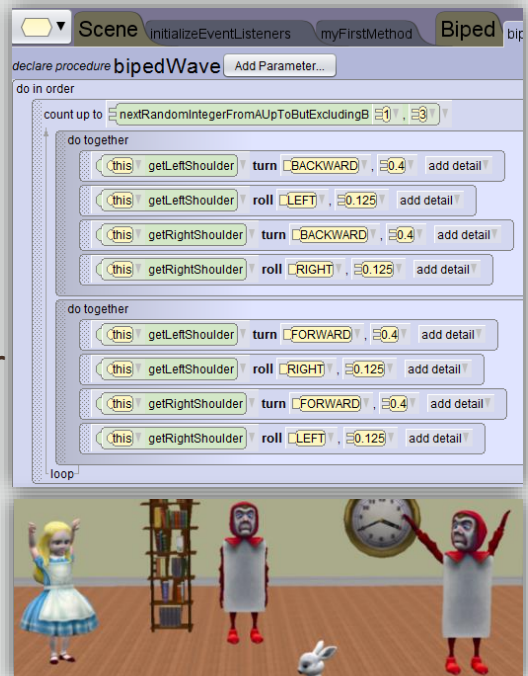 Scene initializeEventListeners myFirstMethod Biped bip
declare procedure bipedWave Add Parameter...
do in order
count up to nextRandomIntegerFromAUpToButExcludingB 1 , 3
do together
this getLeftShoulder turn BACKWARD , 0.4 add detail
this getLeftShoulder roll LEFT , 0.125 add detail
this getRightShoulder turn BACKWARD , 0.4 add detail
this getRightShoulder roll RIGHT , 0.125 add detail
do together
this getLeftShoulder turn FORWARD , 0.4 add detail
this getLeftShoulder roll RIGHT , 0.125 add detail
this getRightShoulder turn FORWARD , 0.4 add detail
this getRightShoulder roll LEFT , 0.125 add detail
loop